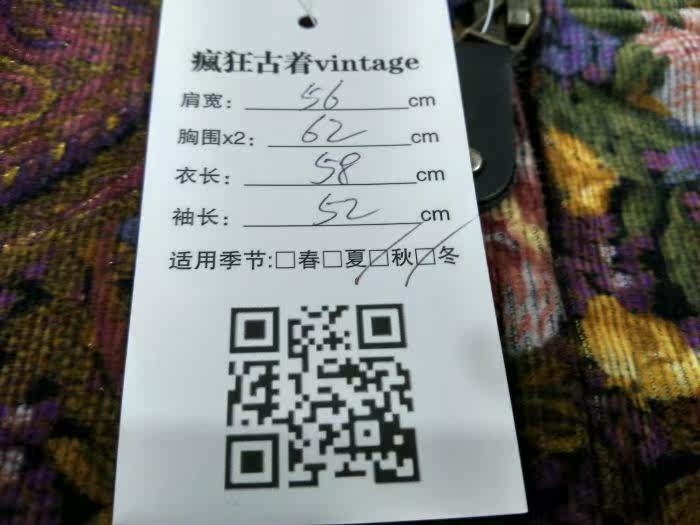 瘋狂古着vintage
肩宽：56cm
胸围x2：62cm
衣长：58cm
袖长：52cm
适用季节:□春□夏☑秋☑冬